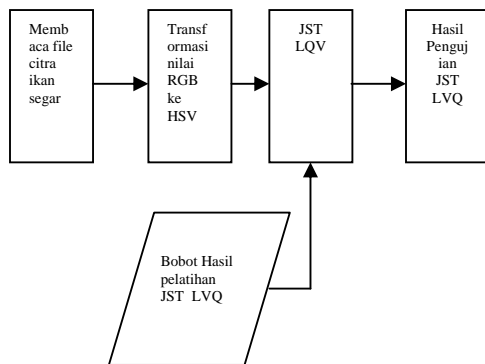 Memb
aca file
citra
ikan
segar
Transf
ormasi
nilai
RGB
ke
HSV
JST
LQV
Hasil
Penguj
ian
JST
LVQ
Bobot Hasil
pelatihan
JST LVQ